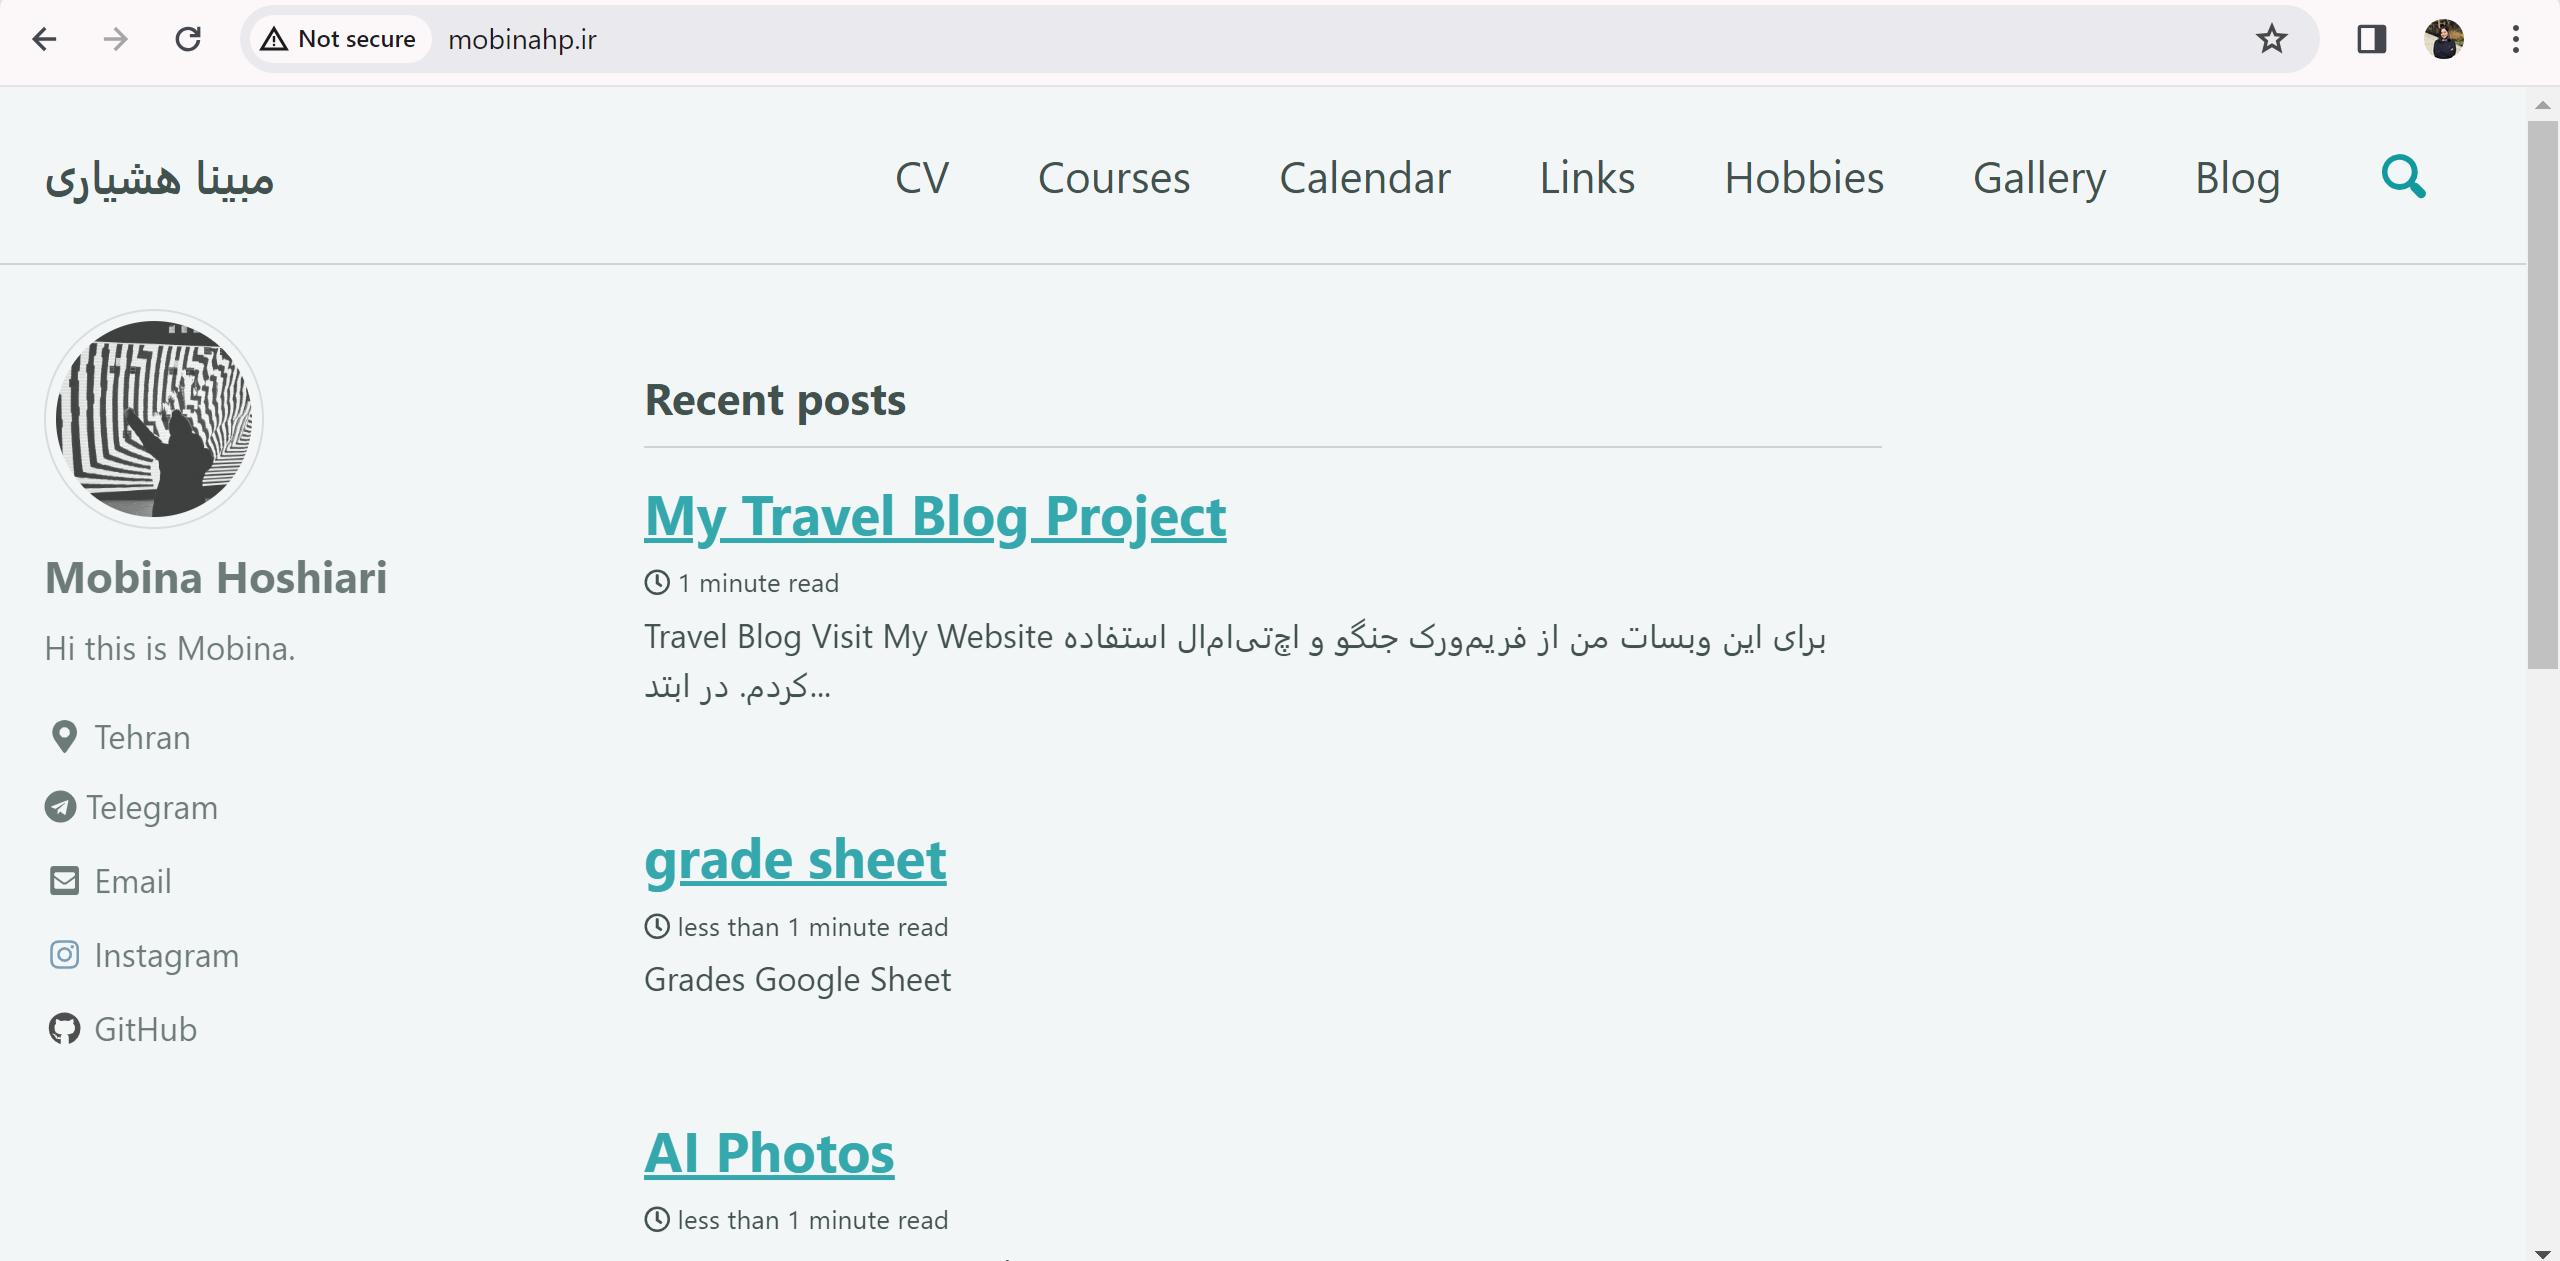 Not secure mobinahp.ir
مبینا هشیاری CV Courses Calendar Links Hobbies Gallery Blog
Mobina Hoshiari
Hi this is Mobina.
Tehran
Telegram
Email
Instagram
GitHub
Recent posts
My Travel Blog Project
1 minute read
Travel Blog Visit My Website برای این وبسات من از فریم‌ورک جنگو و اچ‌تی‌ام‌ال استفاده
کردم. در ابتد...
grade sheet
less than 1 minute read
Grades Google Sheet
AI Photos
less than 1 minute read